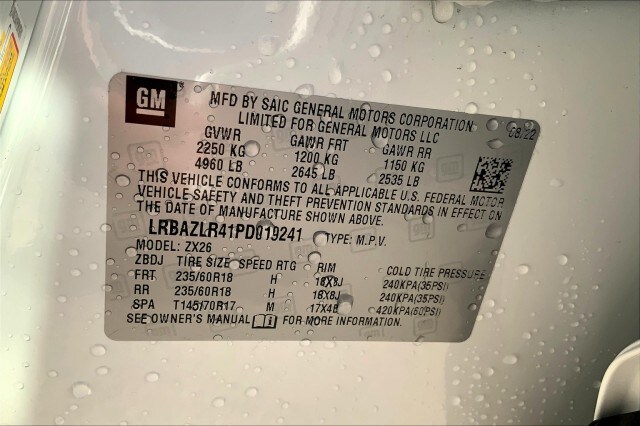 GM
MFD BY SAIC GENERAL MOTORS CORPORATION
LIMITED FOR GENERAL MOTORS LLC
08/22
GVWR GAWR FRT GAWR RR
2250 KG 1200 KG 1150 KG
4960 LB 2645 LB 2535 LB
THIS VEHICLE CONFORMS TO ALL APPLICABLE U.S. FEDERAL MOTOR
VEHICLE SAFETY AND THEFT PREVENTION STANDARDS IN EFFECT ON
THE DATE OF MANUFACTURE SHOWN ABOVE.
LRBAZLR41PD019241 TYPE: M.P.V.
MODEL: ZX26
ZBDJ TIRE SIZE SPEED RTG RIM COLD TIRE PRESSURE
FRT 235/60R18 H 18X8J 240KPA(35PSI)
RR 235/60R18 H 18X8J 240KPA(35PSI)
SPA T145/70R17 M 17X4B 420KPA(60PSI)
SEE OWNER'S MANUAL FOR MORE INFORMATION.